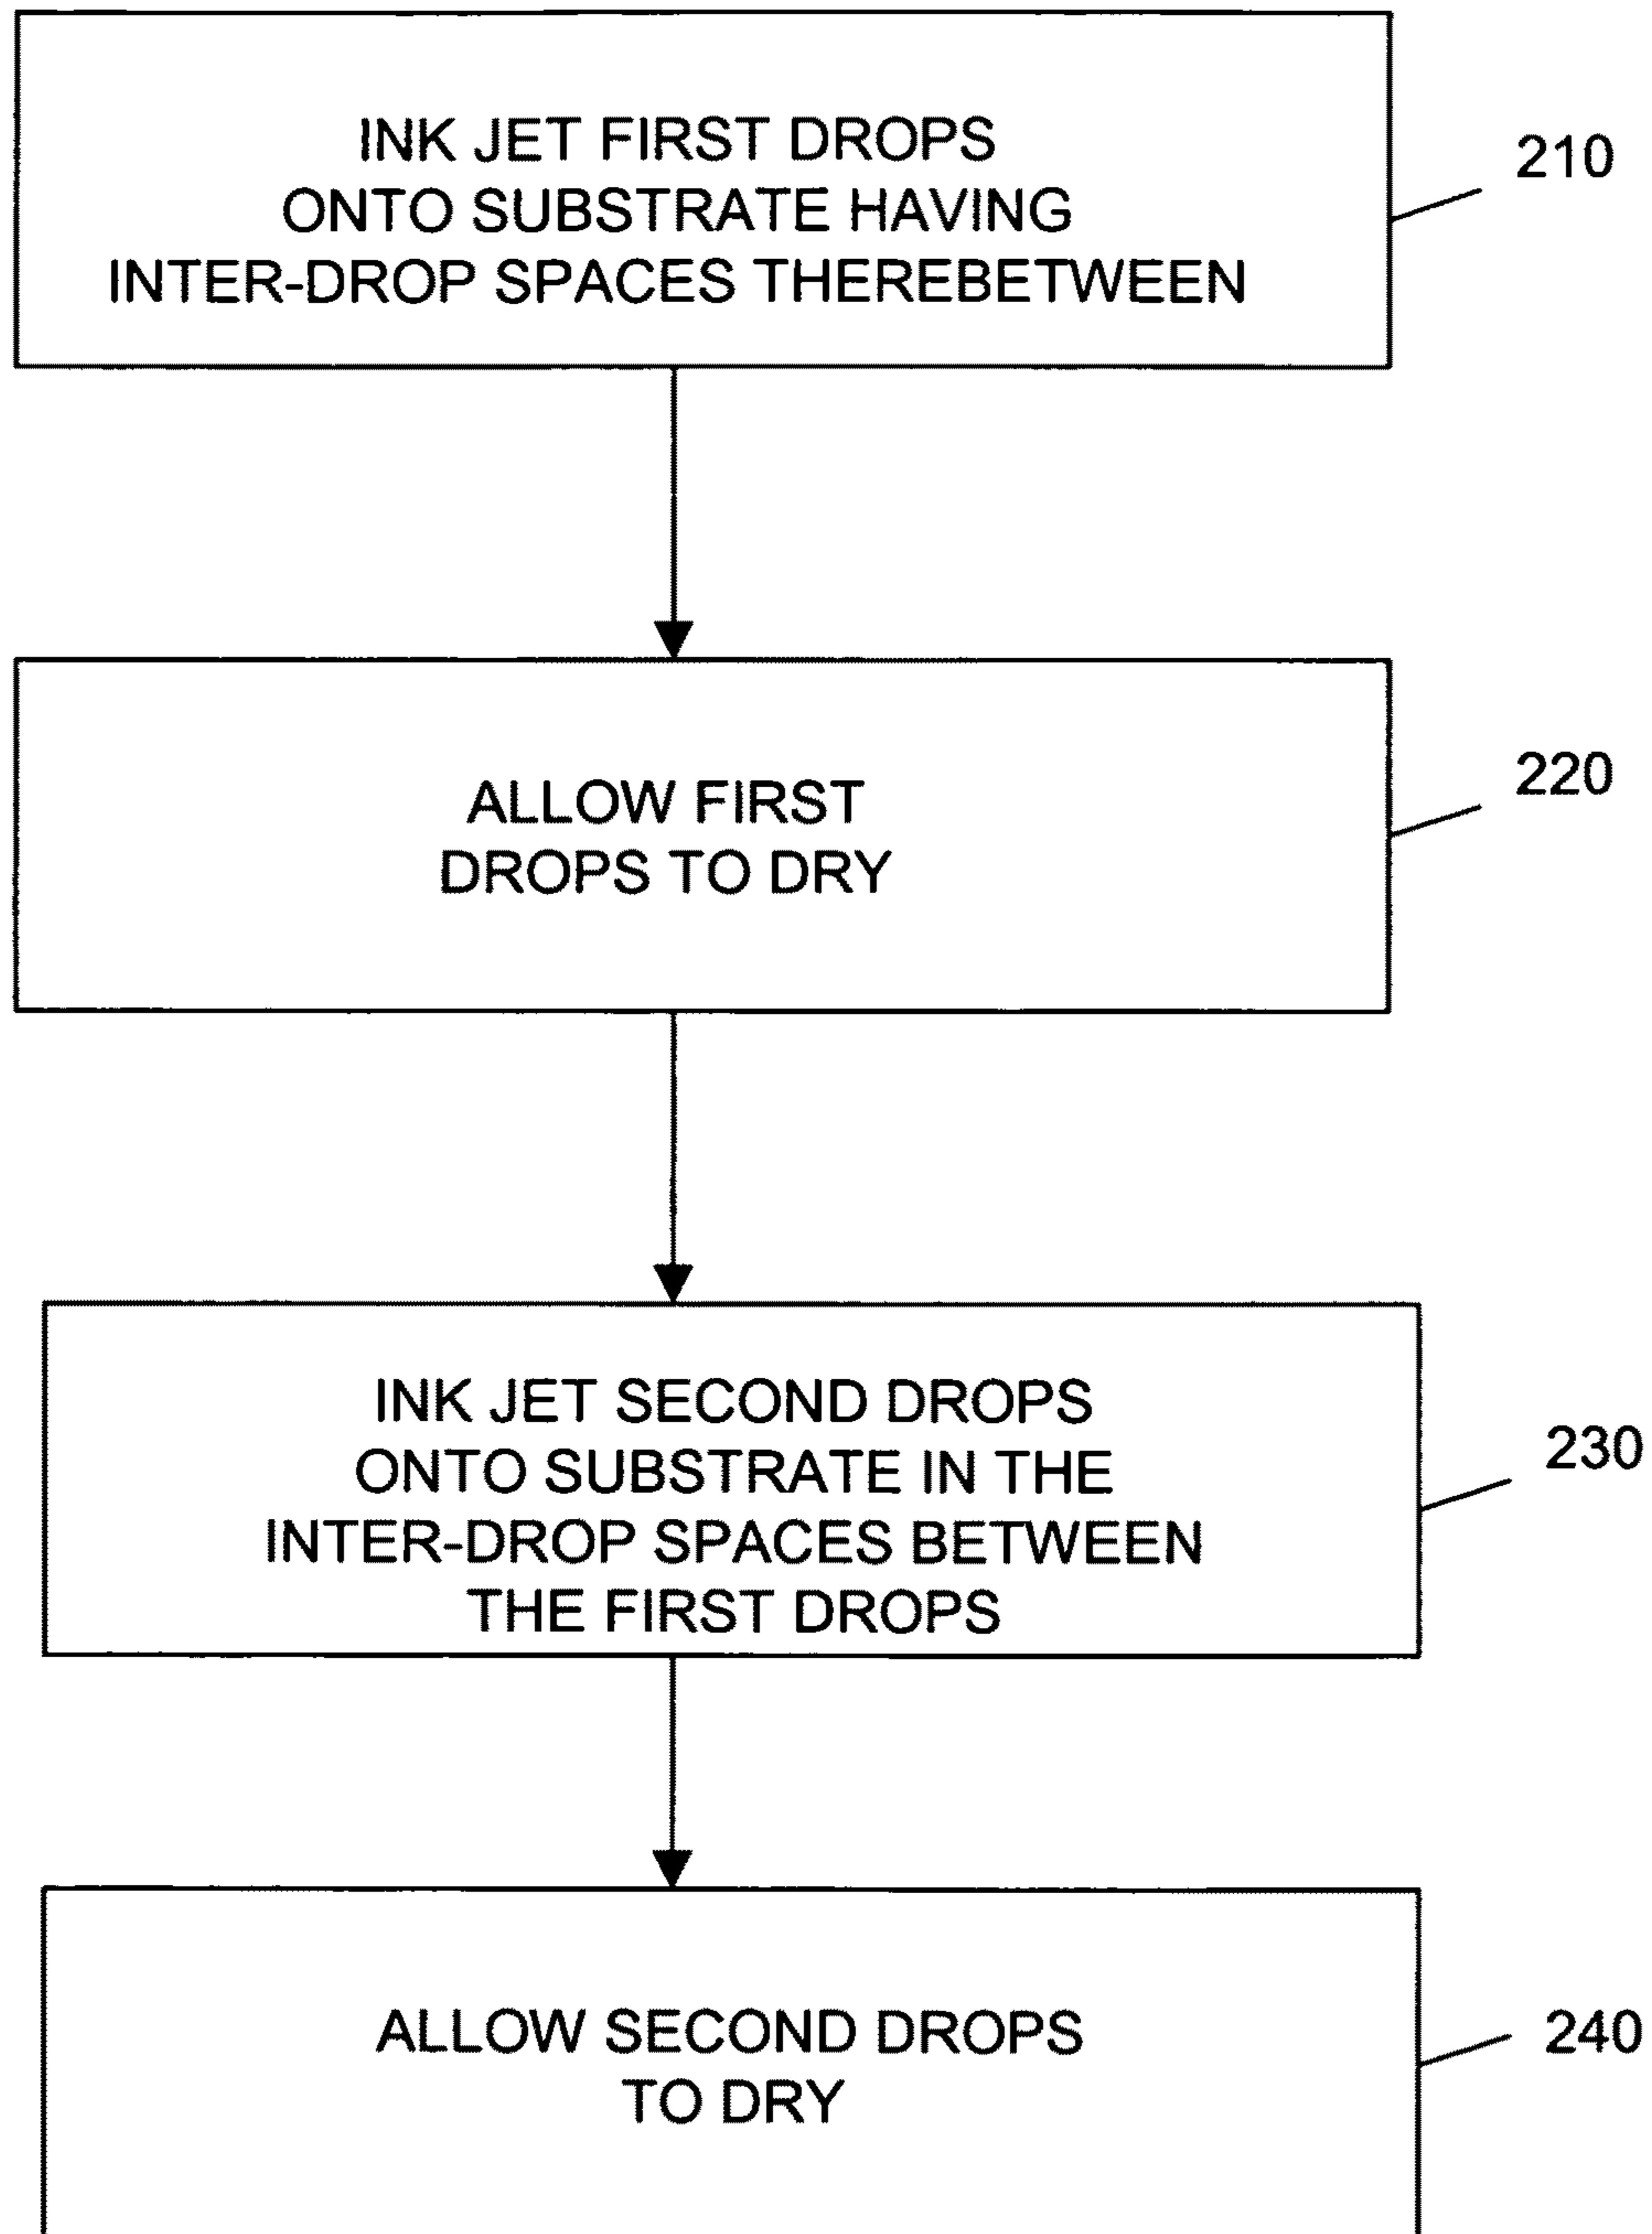 INK JET FIRST DROPS
ONTO SUBSTRATE HAVING
INTER-DROP SPACES THEREBETWEEN
210
ALLOW FIRST
DROPS TO DRY
220
INK JET SECOND DROPS
ONTO SUBSTRATE IN THE
INTER-DROP SPACES BETWEEN
THE FIRST DROPS
230
ALLOW SECOND DROPS
TO DRY
240